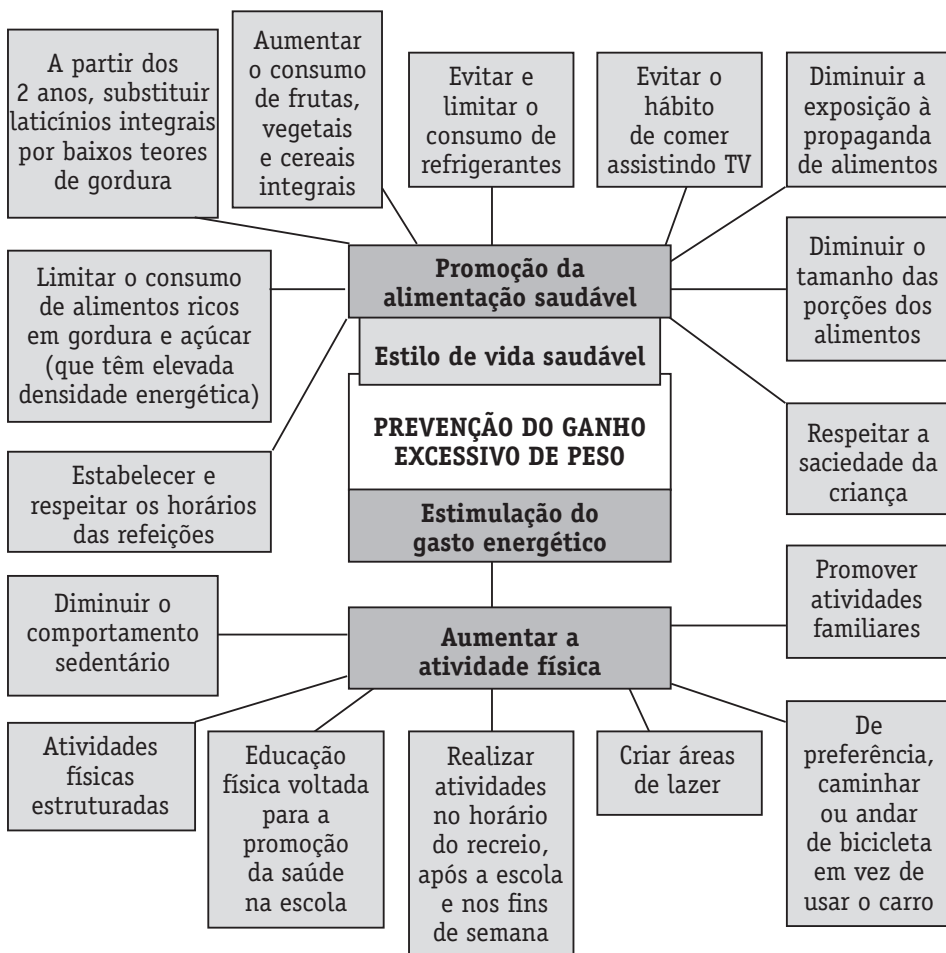 A partir dos
2 anos, substituir
laticínios integrais
por baixos teores
de gordura
Aumentar
o consumo
de frutas,
vegetais
e cereais
integrais
Evitar e
limitar o
consumo de
refrigerantes
Evitar o
hábito
de comer
assistindo TV
Diminuir a
exposição à
propaganda
de alimentos
Limitar o consumo
de alimentos ricos
em gordura e açúcar
(que têm elevada
densidade energética)
Promoção da
alimentação saudável
Diminuir o
tamanho das
porções dos
alimentos
Estilo de vida saudável
PREVENÇÃO DO GANHO
EXCESSIVO DE PESO
Respeitar a
saciedade da
criança
Estabelecer e
respeitar os horários
das refeições
Estimulação do
gasto energético
Diminuir o
comportamento
sedentário
Aumentar a
atividade física
Promover
atividades
familiares
Atividades
físicas
estruturadas
Educação
física voltada
para a
promoção
da saúde
na escola
Realizar
atividades
no horário
do recreio,
após a escola
e nos fins
de semana
Criar áreas
de lazer
De
preferência,
caminhar
ou andar
de bicicleta
em vez de
usar o carro